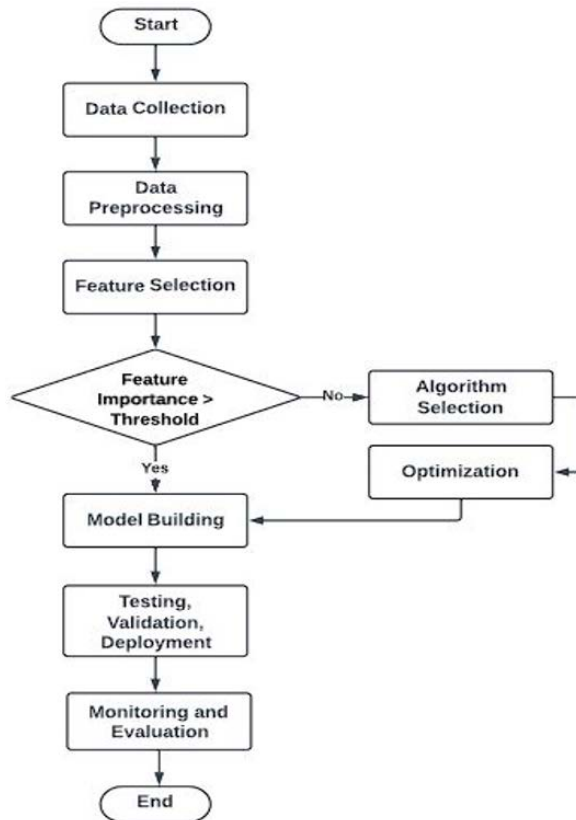 Start
Data Collection
Data
Preprocessing
Feature Selection
Feature
Importance >
Threshold
No
Algorithm
Selection
Yes
Optimization
Model Building
Testing,
Validation,
Deployment
Monitoring and
Evaluation
End